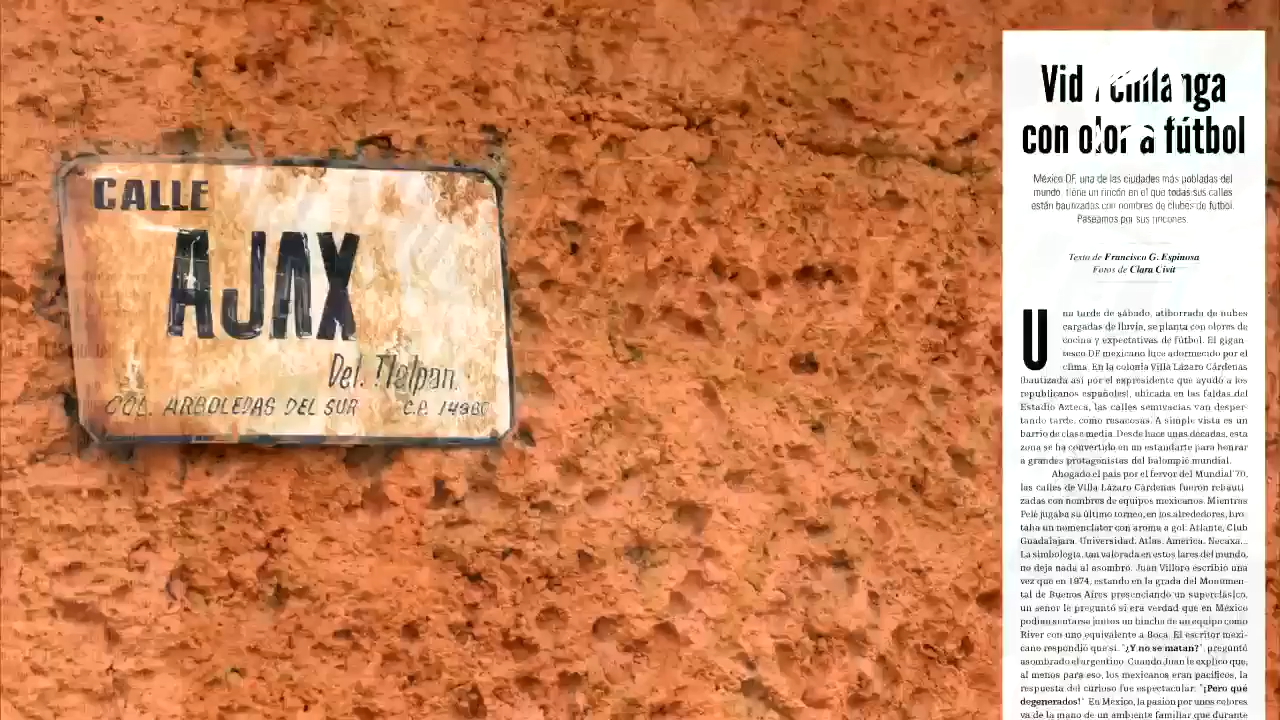 CALLE
AJAX
Del. Tlalpan.
COL. ARBOLEDAS DEL SUR C.P. 14980
con olor a fútbol
México DF, una de las ciudades más pobladas del
mundo, tiene un rincón en el que todas sus calles
están bautizadas con nombres de clubes de fútbol.
Paseamos por sus rincones.
Texto de Francisco G. Espinosa
Fotos de Clara Civit
Una tarde de sábado, atiborrada de nubes
cargadas de lluvia, se planta con olores de
cocina y expectativas de fútbol. El gigan-
tesco DF mexicano luce adormecido por el
clima. En la colonia Villa Lázaro Cárdenas
(bautizada así por el expresidente que ayudó a los
republicanos españoles), ubicada en las faldas del
Estadio Azteca, las calles semivacías van desper-
tando tarde, como resacosas. A simple vista es un
barrio de clase media. Desde hace unas décadas, esta
zona se ha convertido en un estandarte para honrar
a grandes protagonistas del balompié mundial.
Ahogado el país por el fervor del Mundial'70,
las calles de Villa Lázaro Cárdenas fueron rebauti-
zadas con nombres de equipos mexicanos. Mientras
Pelé jugaba su último torneo, en los alrededores, bro-
taba un nomenclátor con aroma a gol: Atlante, Club
Guadalajara, Universidad, Atlas, América, Necaxa...
La simbología, tan valorada en estos lares del mundo,
no deja nada al asombro. Juan Villoro escribió una
vez que en 1974, estando en la grada del Monumen-
tal de Buenos Aires presenciando un superclásico,
un señor le preguntó si era verdad que en México
podían sentarse juntos un hincha de un equipo como
River con uno equivalente a Boca. El escritor mexi-
cano respondió que sí. "¿Y no se matan?", preguntó
asombrado el argentino. Cuando Juan le explicó que,
al menos para eso, los mexicanos eran pacíficos, la
respuesta del curioso fue espectacular: "¡Pero qué
degenerados!" En México, la pasión por unos colores
va de la mano de un ambiente familiar que durante